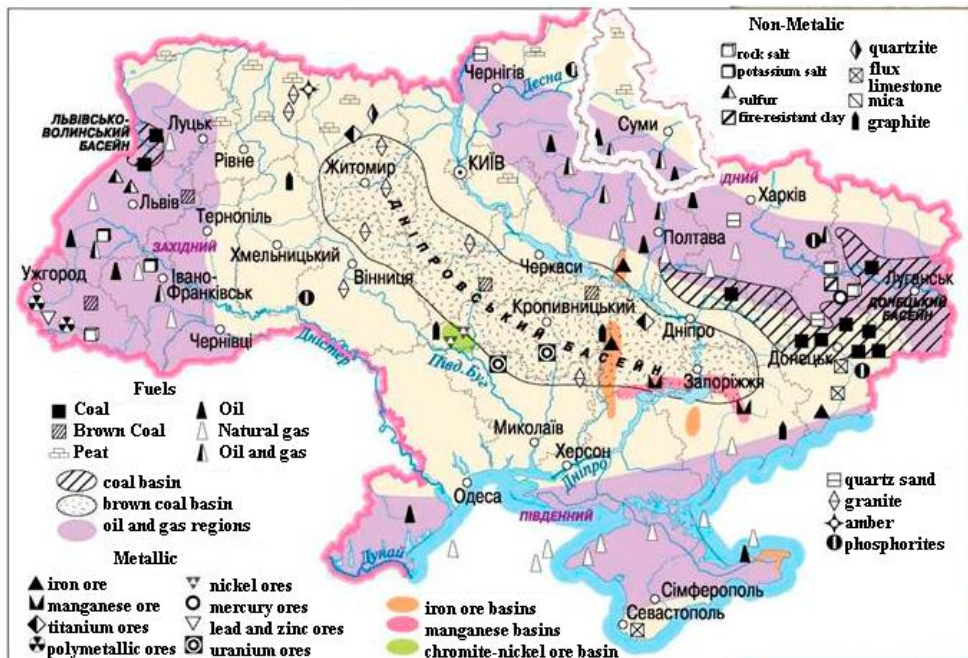 Non-Metalic
rock salt
potassium salt
sulfur
fire-resistant clay
quartzite
flux
limestone
mica
graphite
Чернігів
Десна
Суми
ЛЬВІВСЬКО-
ВОЛИНСЬКИЙ
БАСЕЙН
Луцьк
Рівне
Житомир
КИЇВ
ДНИЙ
Харків
Львів
Тернопіль
ЗАХІДНИЙ
Хмельницький
Полтава
Ужгород
Івано-
Франківськ
Вінниця
Черкаси
Луганськ
ДОНЕЦЬКИЙ
БАСЕЙН
ДНІПРОВСЬКИЙ БАСЕЙН
Кропивницький
Дніпро
Чернівці
Дністер
Півд. Буг
Донецьк
Запоріжжя
Миколаїв
Херсон
Дніпро
Одеса
ПІВДЕННИЙ
Дунай
Сімферополь
Севастополь
Fuels
Coal
Brown Coal
Peat
Oil
Natural gas
Oil and gas
coal basin
brown coal basin
oil and gas regions
quartz sand
granite
amber
phosphorites
Metallic
iron ore
manganese ore
titanium ores
polymetallic ores
nickel ores
mercury ores
lead and zinc ores
uranium ores
iron ore basins
manganese basins
chromite-nickel ore basin